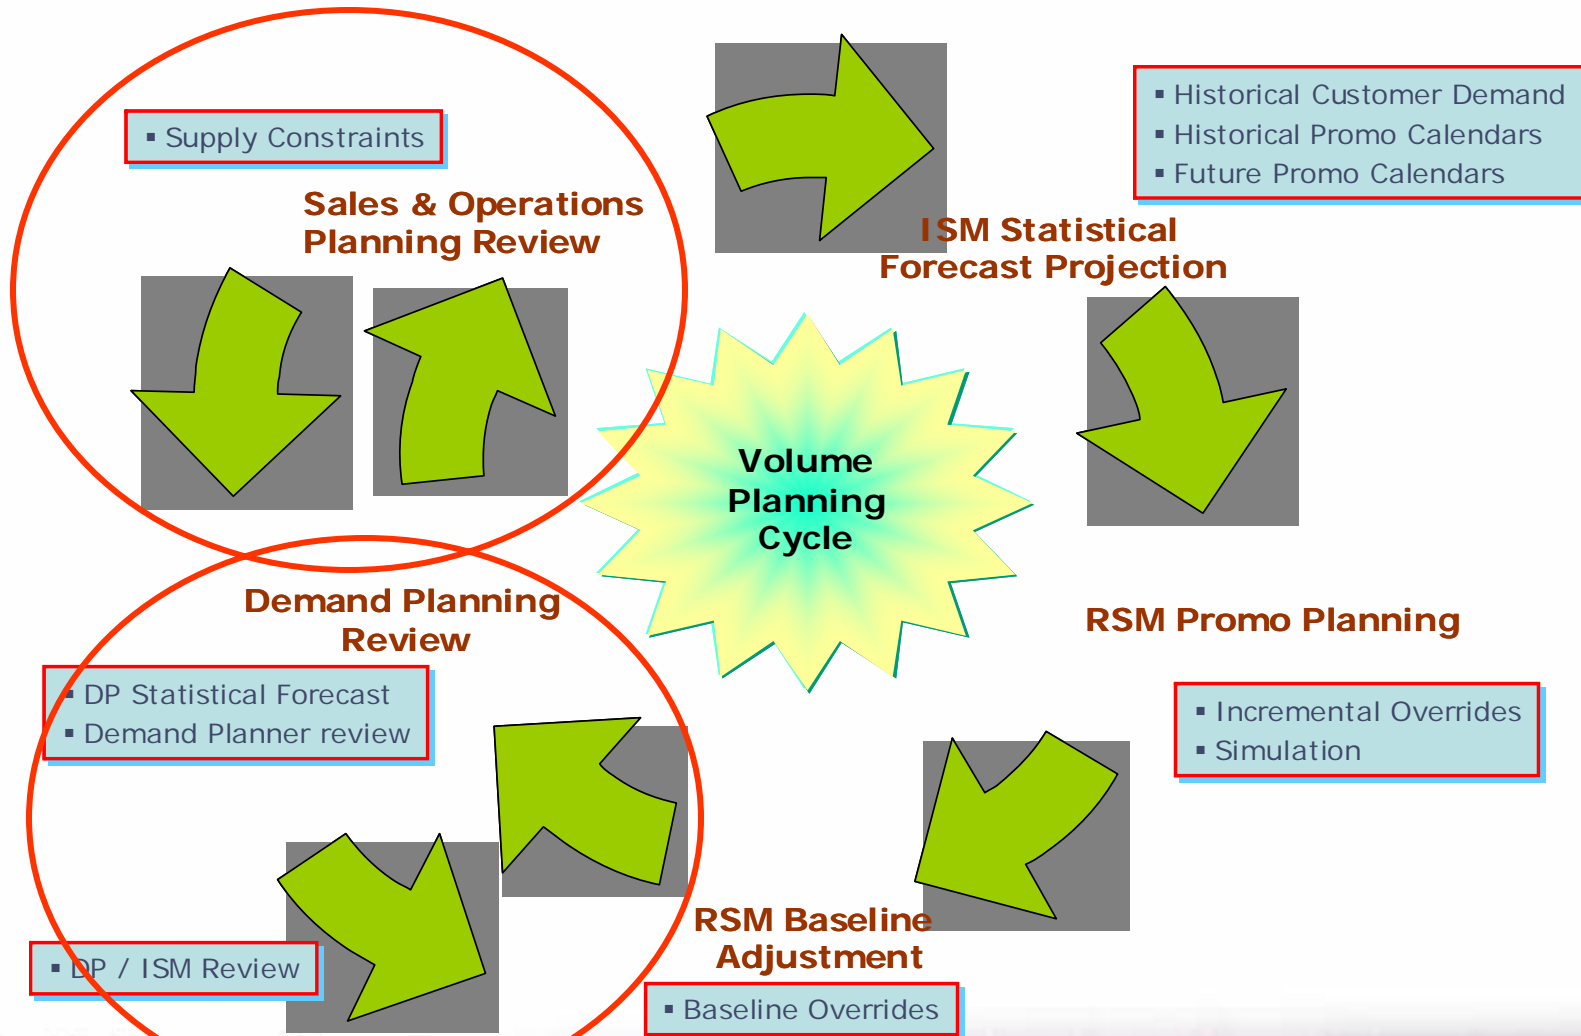 ▪ Supply Constraints
Sales & Operations
Planning Review
▪ Historical Customer Demand
▪ Historical Promo Calendars
▪ Future Promo Calendars
ISM Statistical
Forecast Projection
Volume
Planning
Cycle
Demand Planning
Review
▪ DP Statistical Forecast
▪ Demand Planner review
RSM Promo Planning
▪ Incremental Overrides
▪ Simulation
RSM Baseline
Adjustment
▪ DP / ISM Review
▪ Baseline Overrides